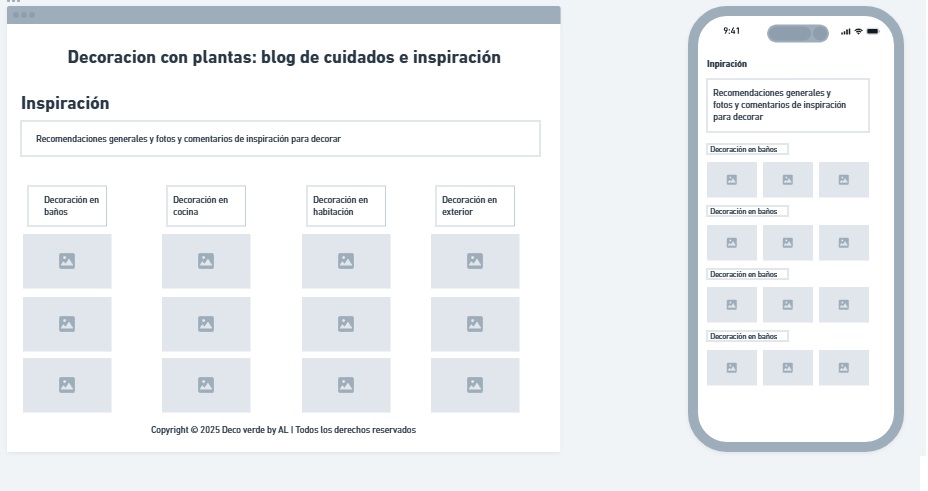 Decoracion con plantas: blog de cuidados e inspiración
Inspiración
Recomendaciones generales y fotos y comentarios de inspiración para decorar
Decoración en
baños
Decoración en
cocina
Decoración en
habitación
Decoración en
exterior
Copyright © 2025 Deco verde by AL | Todos los derechos reservados
9:41
Inpiración
Recomendaciones generales y
fotos y comentarios de inspiración
para decorar
Decoración en baños
Decoración en baños
Decoración en baños
Decoración en baños